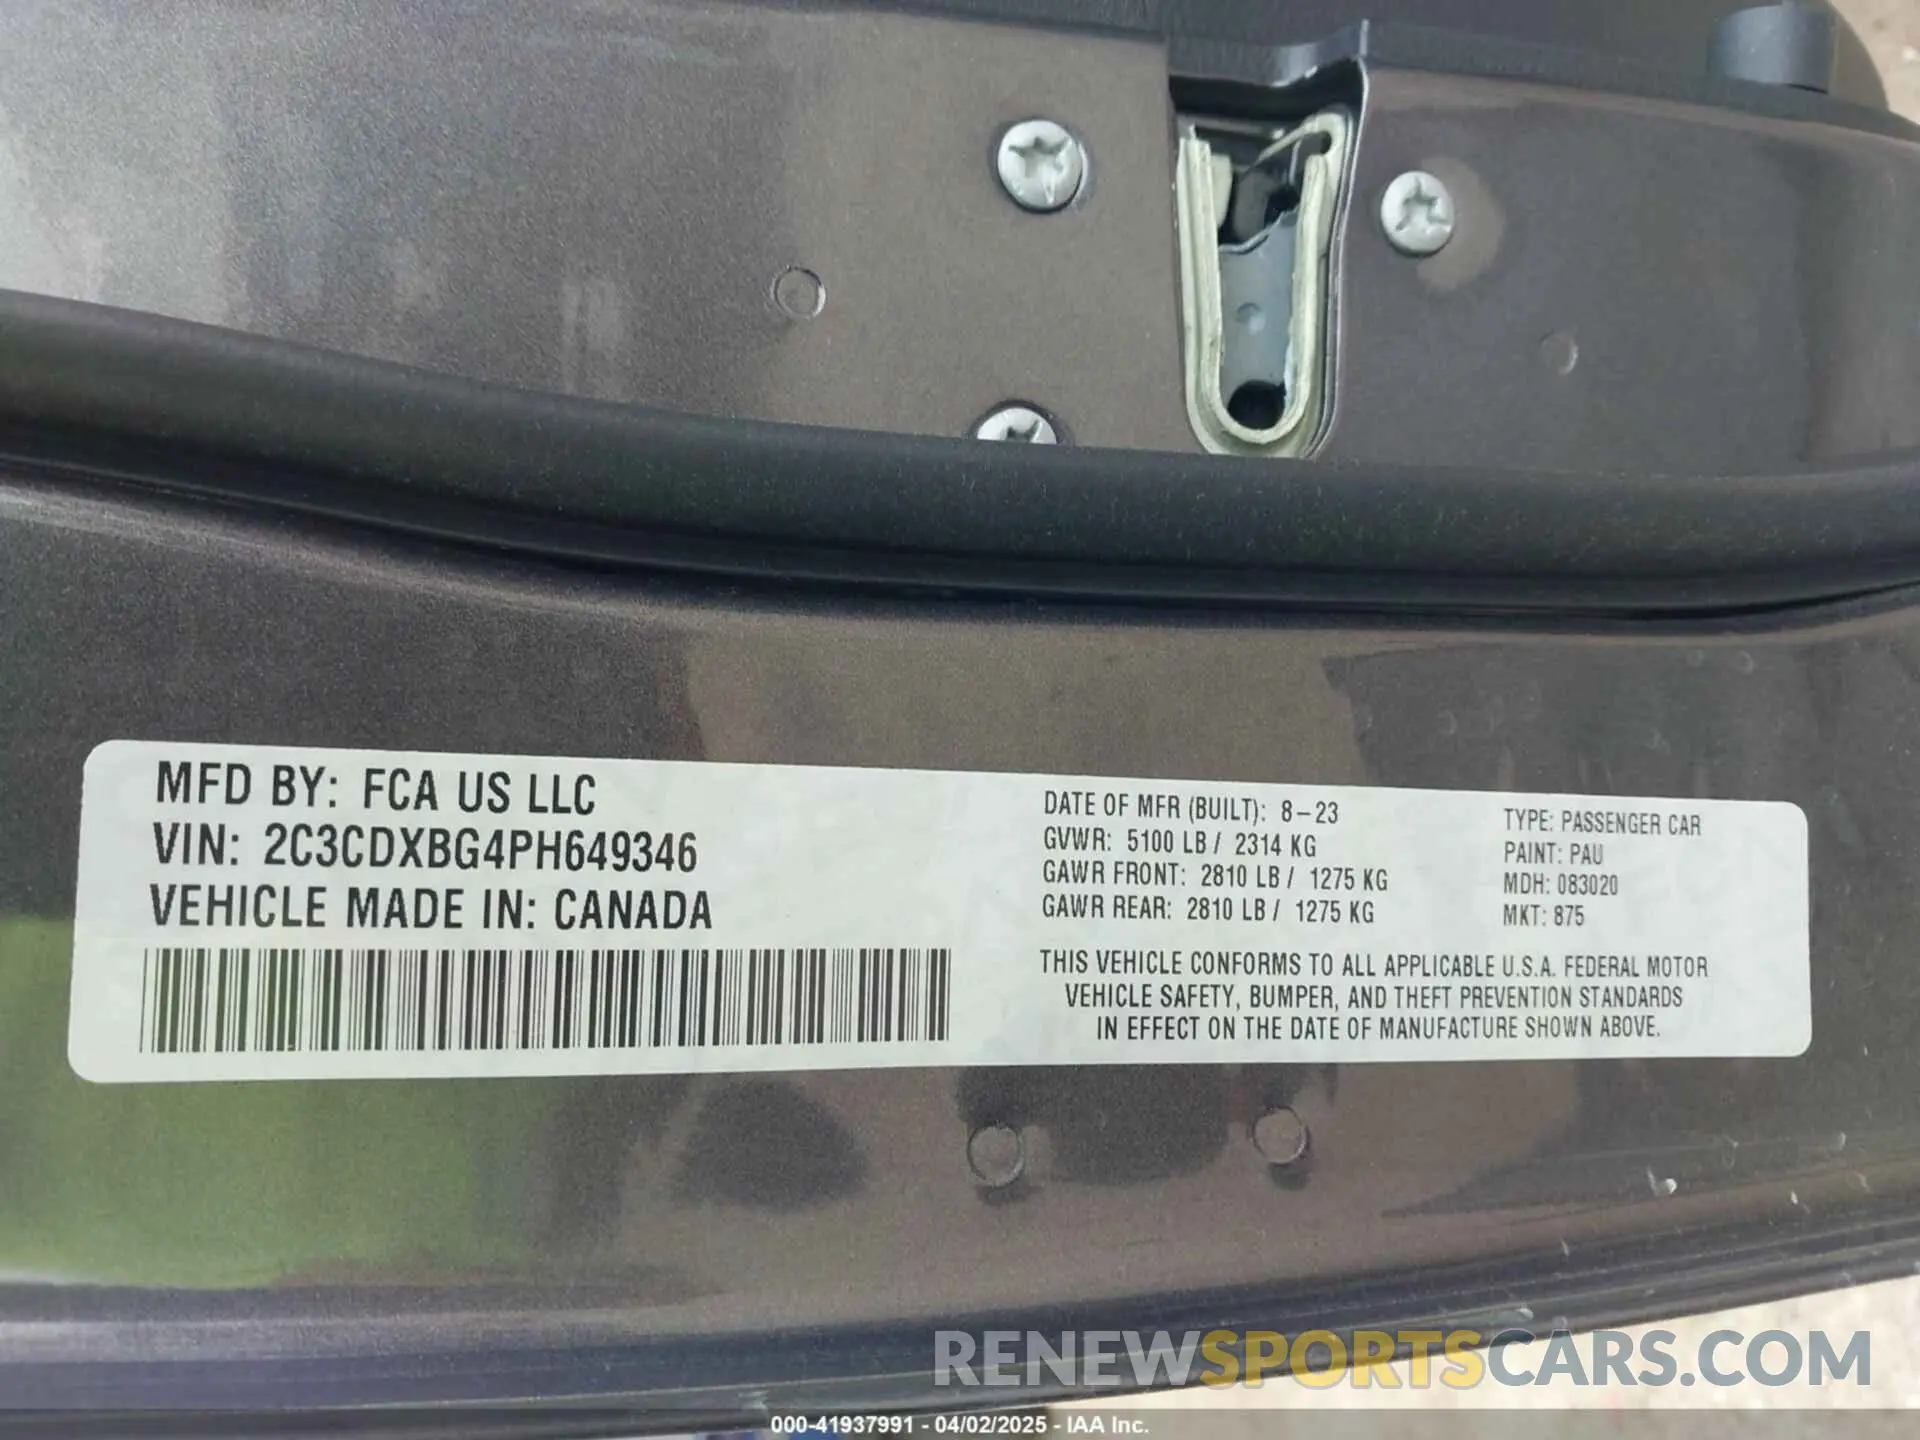 MFD BY: FCA US LLC
VIN: 2C3CDXBG4PH649346
VEHICLE MADE IN: CANADA
DATE OF MFR (BUILT): 8-23
GVWR: 5100 LB / 2314 KG
GAWR FRONT: 2810 LB / 1275 KG
GAWR REAR: 2810 LB / 1275 KG
TYPE: PASSENGER CAR
PAINT: PAU
MDH: 083020
MKT: 875
THIS VEHICLE CONFORMS TO ALL APPLICABLE U.S.A. FEDERAL MOTOR
VEHICLE SAFETY, BUMPER, AND THEFT PREVENTION STANDARDS
IN EFFECT ON THE DATE OF MANUFACTURE SHOWN ABOVE.
RENEWSPORTSCARS.COM
000-41937991 - 04/02/2025 - IAA Inc.